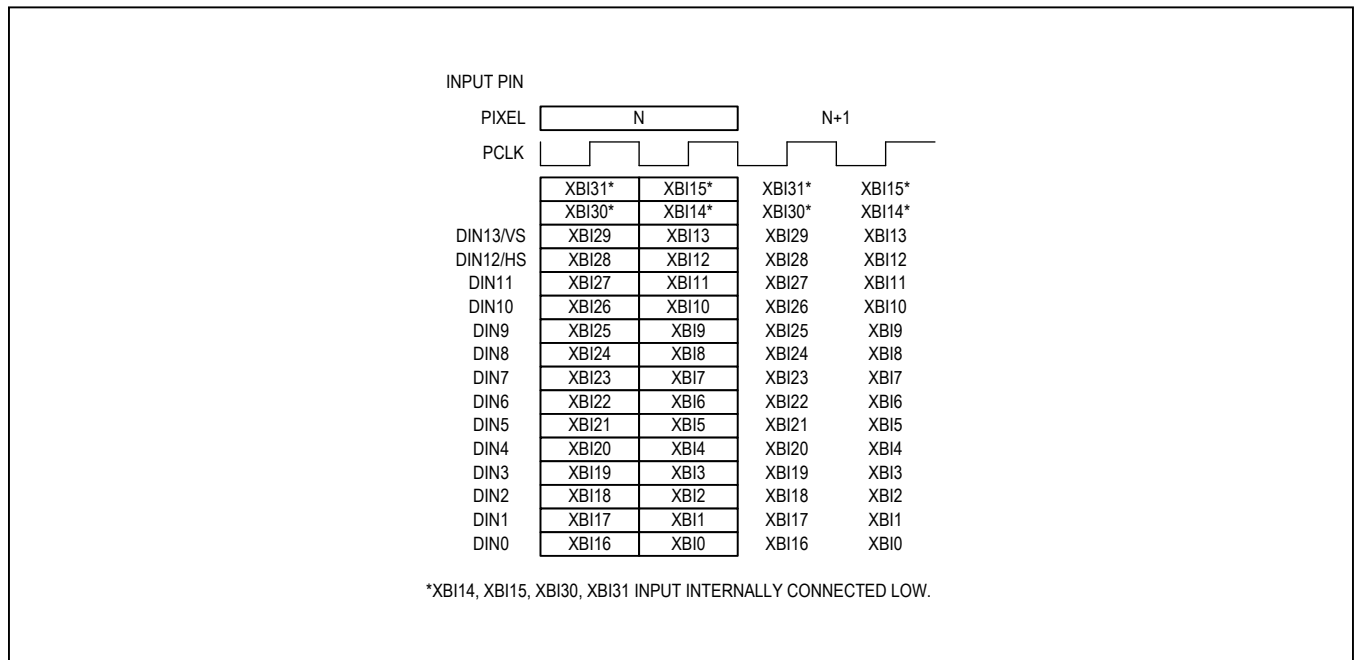 INPUT PIN
PIXEL N N+1
PCLK
XBI31* XBI15* XBI31* XBI15*
XBI30* XBI14* XBI30* XBI14*
DIN13/VS XBI29 XBI13 XBI29 XBI13
DIN12/HS XBI28 XBI12 XBI28 XBI12
DIN11 XBI27 XBI11 XBI27 XBI11
DIN10 XBI26 XBI10 XBI26 XBI10
DIN9 XBI25 XBI9 XBI25 XBI9
DIN8 XBI24 XBI8 XBI24 XBI8
DIN7 XBI23 XBI7 XBI23 XBI7
DIN6 XBI22 XBI6 XBI22 XBI6
DIN5 XBI21 XBI5 XBI21 XBI5
DIN4 XBI20 XBI4 XBI20 XBI4
DIN3 XBI19 XBI3 XBI19 XBI3
DIN2 XBI18 XBI2 XBI18 XBI2
DIN1 XBI17 XBI1 XBI17 XBI1
DIN0 XBI16 XBI0 XBI16 XBI0
*XBI14, XBI15, XBI30, XBI31 INPUT INTERNALLY CONNECTED LOW.